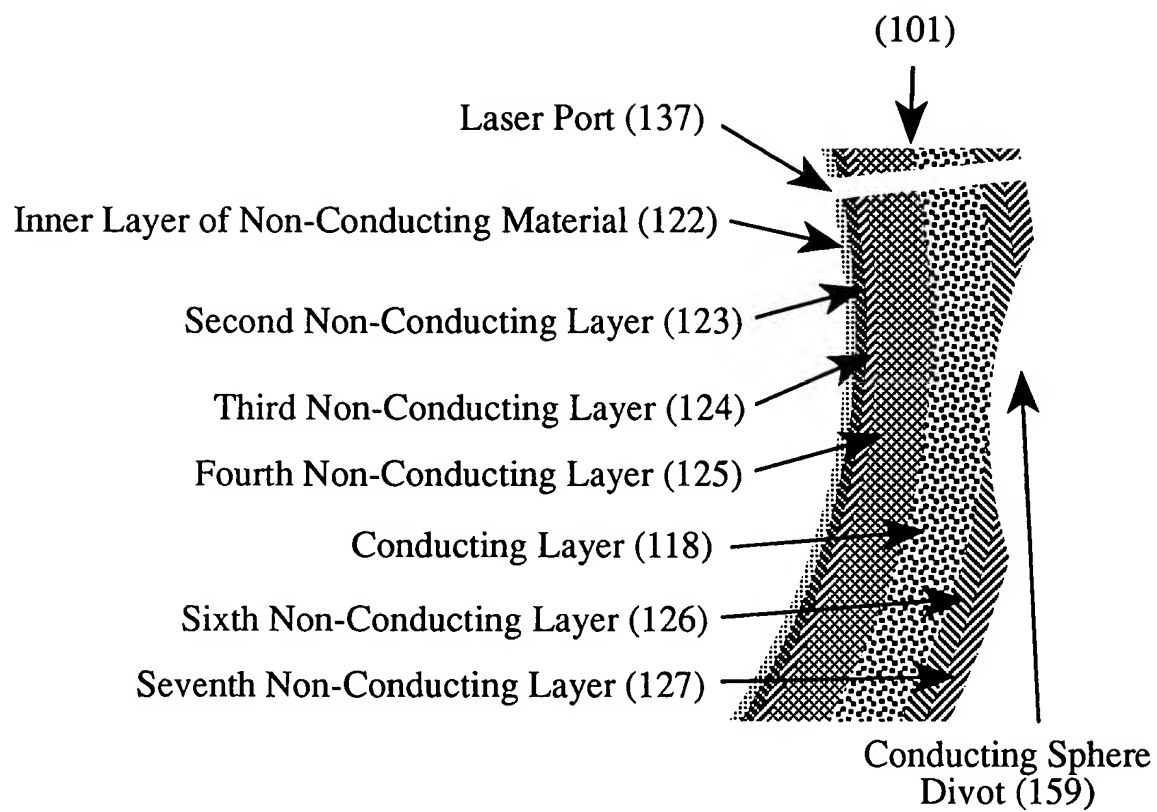 (101)
Laser Port (137)
Inner Layer of Non-Conducting Material (122)
Second Non-Conducting Layer (123)
Third Non-Conducting Layer (124)
Fourth Non-Conducting Layer (125)
Conducting Layer (118)
Sixth Non-Conducting Layer (126)
Seventh Non-Conducting Layer (127)
Conducting Sphere
Divot (159)